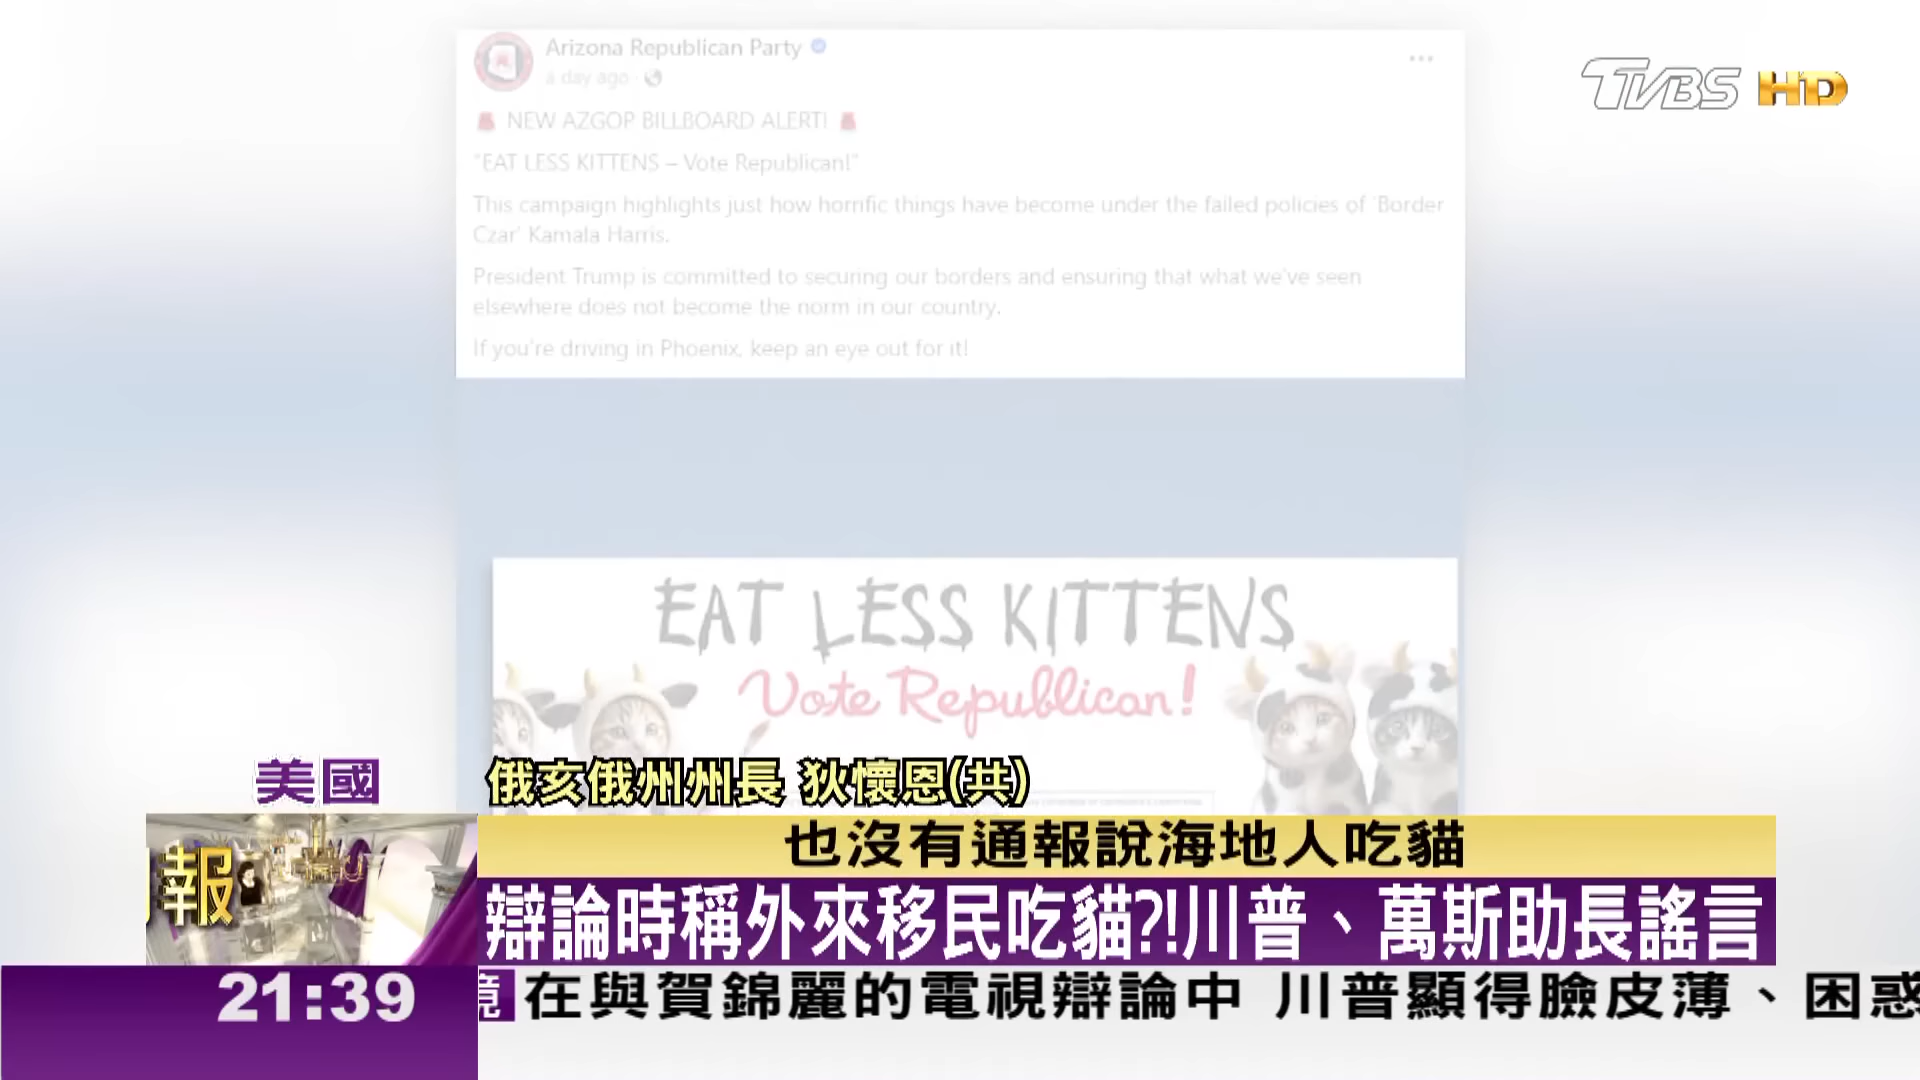 Arizona Republican Party
a day ago
TVBS HD
NEW AZGOP BILLBOARD ALERT!
"EAT LESS KITTENS – Vote Republican!"
This campaign highlights just how horrific things have become under the failed policies of 'Border
Czar' Kamala Harris.
President Trump is committed to securing our borders and ensuring that what we've seen
elsewhere does not become the norm in our country.
If you're driving in Phoenix, keep an eye out for it!
EAT LESS KITTENS
Vote Republican!
美國
俄亥俄州州長 狄懷恩(共)
也沒有通報說海地人吃貓
報
辯論時稱外來移民吃貓?!川普、萬斯助長謠言
21:39
在與賀錦麗的電視辯論中 川普顯得臉皮薄、困惑